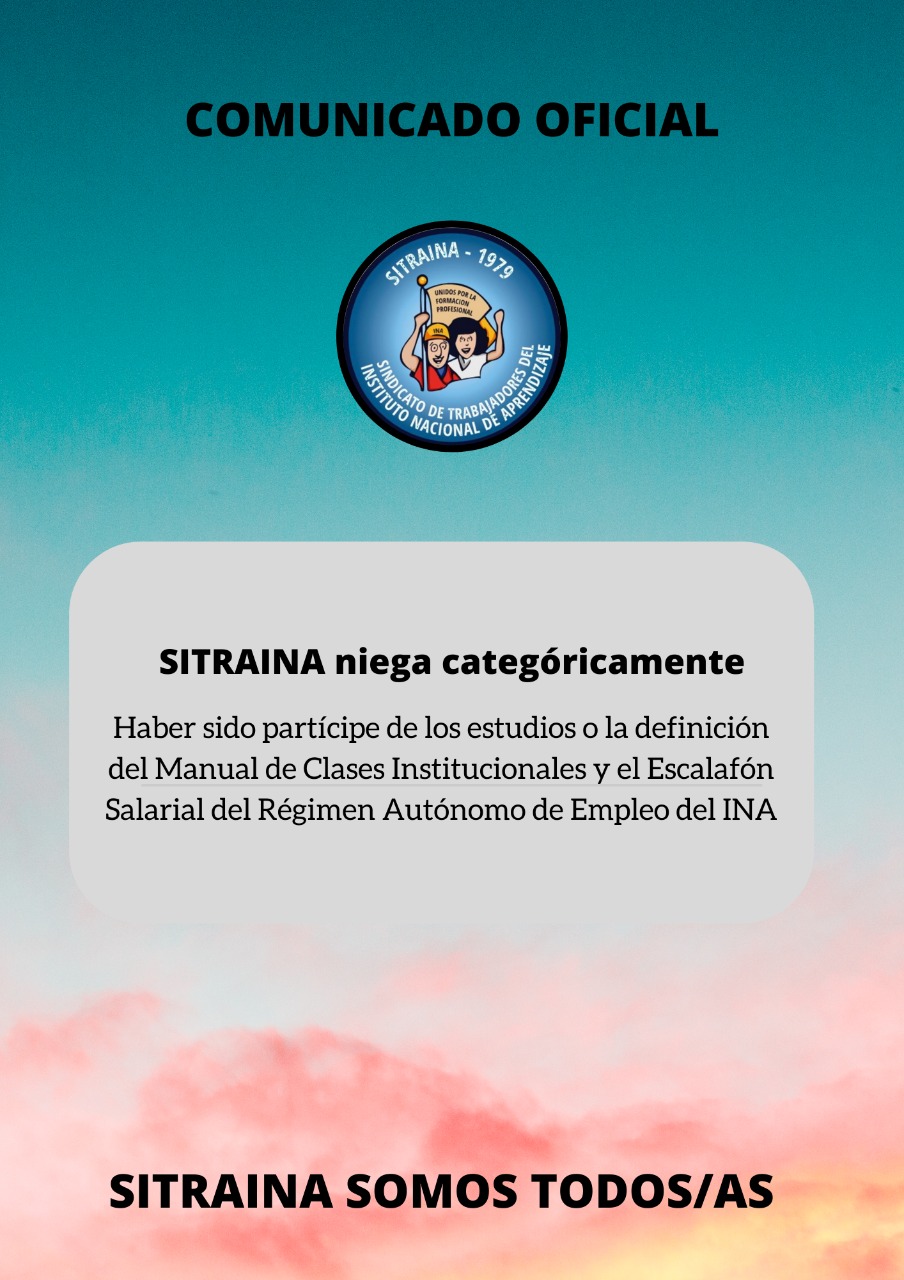 COMUNICADO OFICIAL
SITRAINA - 1979
UNIDOS POR LA
FORMACION
PROFESIONAL
INA
SINDICATO DE TRABAJADORES DEL
INSTITUTO NACIONAL DE APRENDIZAJE
SITRAINA niega categóricamente
Haber sido partícipe de los estudios o la definición
del Manual de Clases Institucionales y el Escalafón
Salarial del Régimen Autónomo de Empleo del INA
SITRAINA SOMOS TODOS/AS